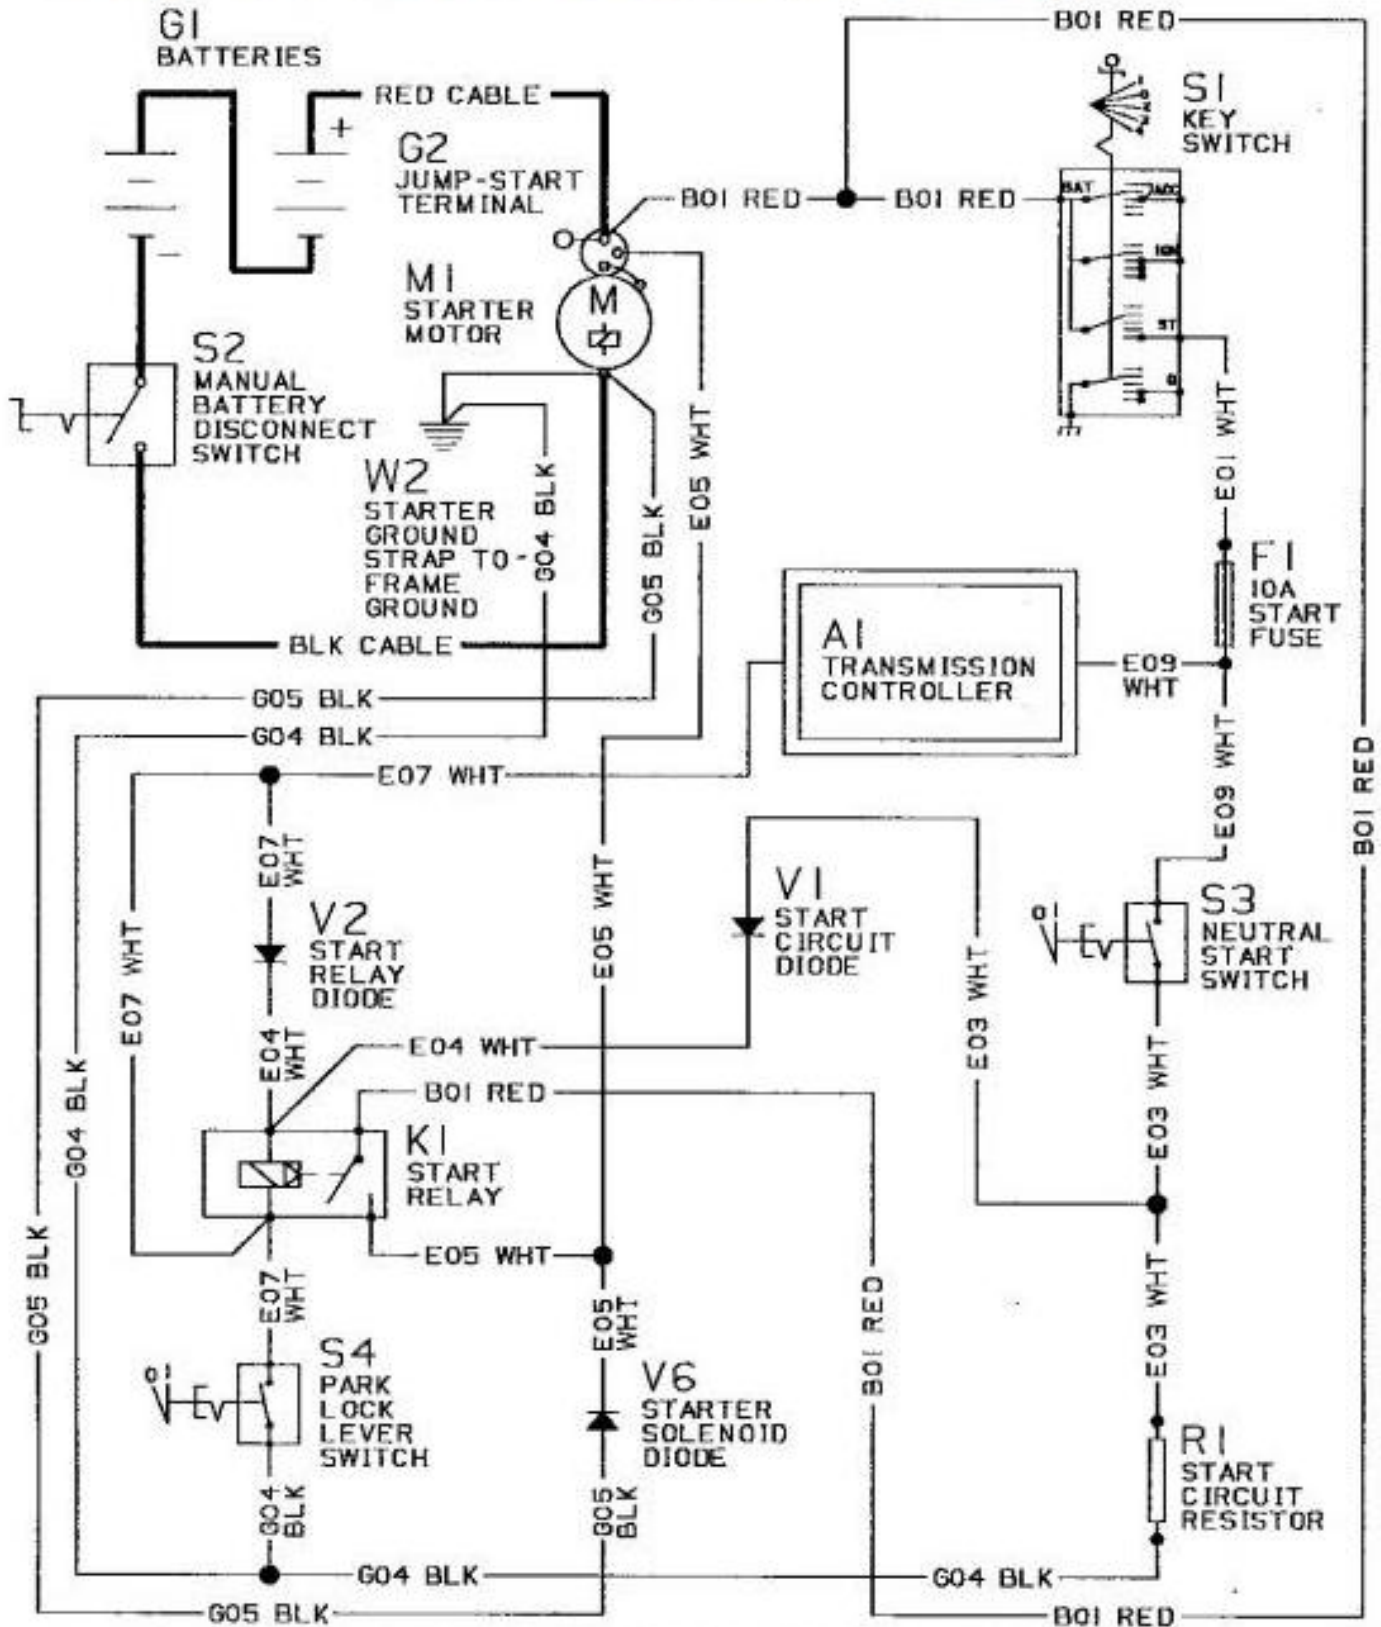 B01 RED
G1
BATTERIES
RED CABLE
+
G2
JUMP-START
TERMINAL
S1
KEY
SWITCH
B01 RED
B01 RED
BAT
ACC
IGN
ST
M1
STARTER
MOTOR
M
S2
MANUAL
BATTERY
DISCONNECT
SWITCH
W2
STARTER
GROUND
STRAP TO
FRAME
GROUND
G04 BLK
G05 BLK
E05 WHT
E01 WHT
F1
10A
START
FUSE
BLK CABLE
A1
TRANSMISSION
CONTROLLER
E09
WHT
G05 BLK
G04 BLK
E07 WHT
E09 WHT
B01 RED
E07
WHT
V2
START
RELAY
DIODE
E07 WHT
E05 WHT
V1
START
CIRCUIT
DIODE
E03 WHT
S3
NEUTRAL
START
SWITCH
E04
WHT
E04 WHT
B01 RED
G04 BLK
E03 WHT
K1
START
RELAY
G05 BLK
E05 WHT
E07
WHT
E05
WHT
B01 RED
E03 WHT
S4
PARK
LOCK
LEVER
SWITCH
V6
STARTER
SOLENOID
DIODE
R1
START
CIRCUIT
RESISTOR
G04
BLK
G05
BLK
G04 BLK
G04 BLK
G05 BLK
B01 RED